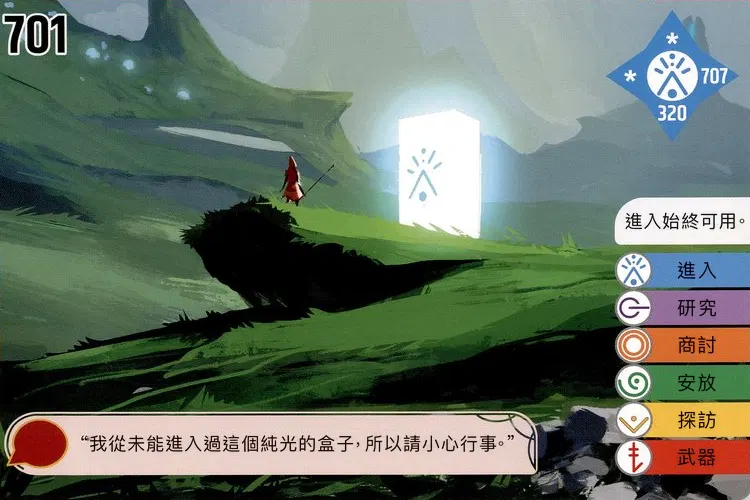 701
*
* 707
320
進入始終可用。
進入
研究
商討
安放
探訪
武器
“我從未能進入過這個純光的盒子，所以請小心行事。”